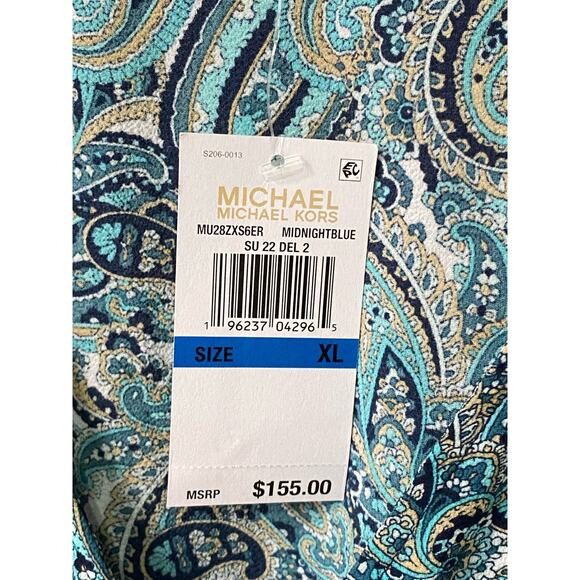 S206-0013
MICHAEL
MICHAEL KORS
MU28ZXS6ER MIDNIGHTBLUE
SU 22 DEL 2
1 96237 04296 5
SIZE XL
MSRP $155.00